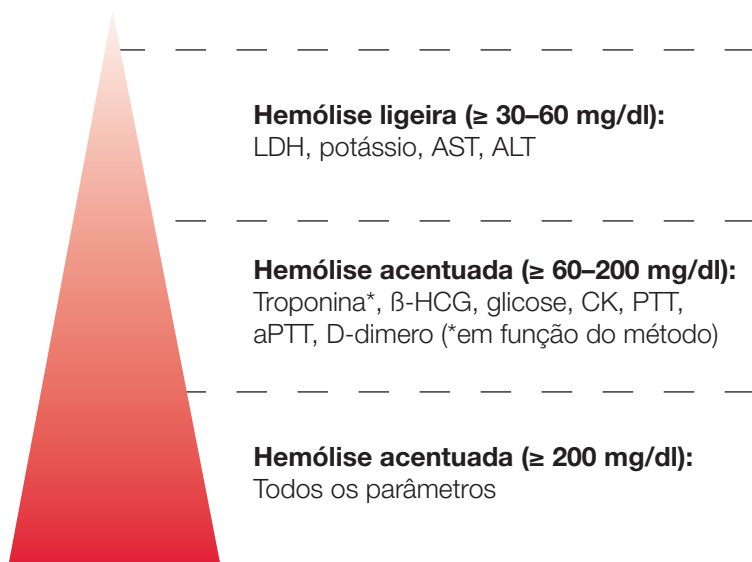 Hemólise ligeira (≥ 30–60 mg/dl):
LDH, potássio, AST, ALT
Hemólise acentuada (≥ 60–200 mg/dl):
Troponina*, ß-HCG, glicose, CK, PTT,
aPTT, D-dimero (*em função do método)
Hemólise acentuada (≥ 200 mg/dl):
Todos os parâmetros